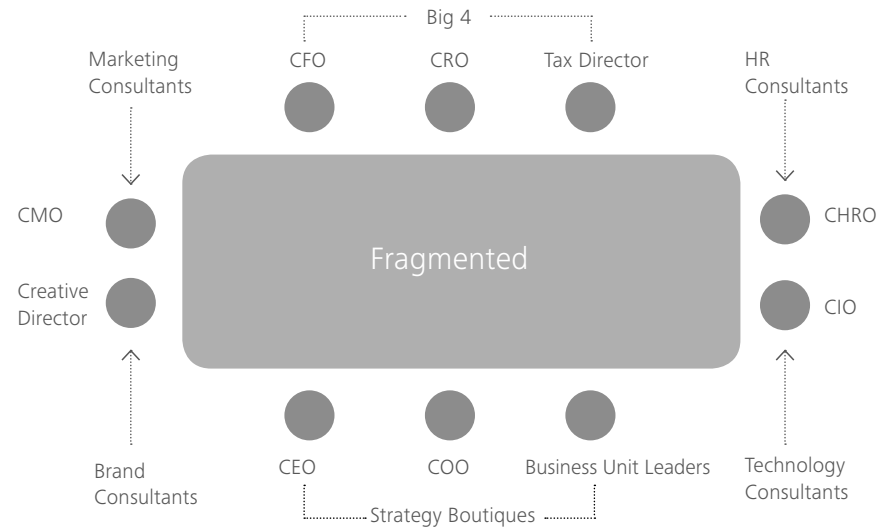 Big 4
Marketing
Consultants
CFO
CRO
Tax Director
HR
Consultants
CMO
Creative
Director
Fragmented
CHRO
CIO
Brand
Consultants
CEO
COO
Business Unit Leaders
Technology
Consultants
Strategy Boutiques